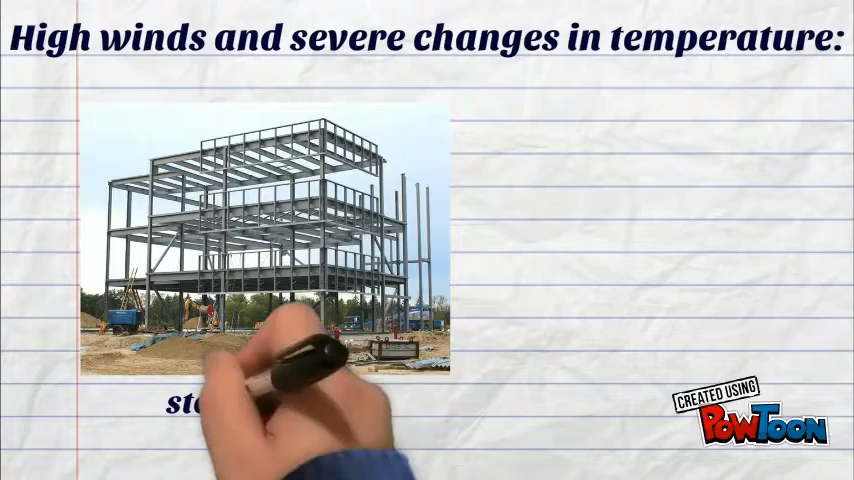 High winds and severe changes in temperature:
CREATED USING
POWTOON